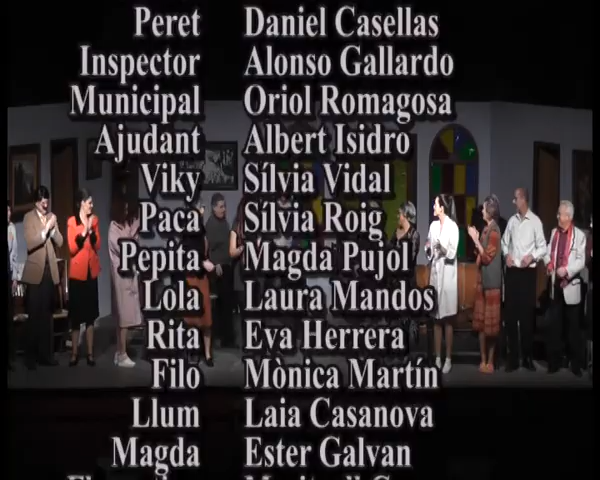 Peret Daniel Casellas
Inspector Alonso Gallardo
Municipal Oriol Romagosa
Ajudant Albert Isidro
Viky Sílvia Vidal
Paca Sílvia Roig
Pepita Magda Pujol
Lola Laura Mandos
Rita Eva Herrera
Filo Mònica Martín
Llum Laia Casanova
Magda Ester Galvan